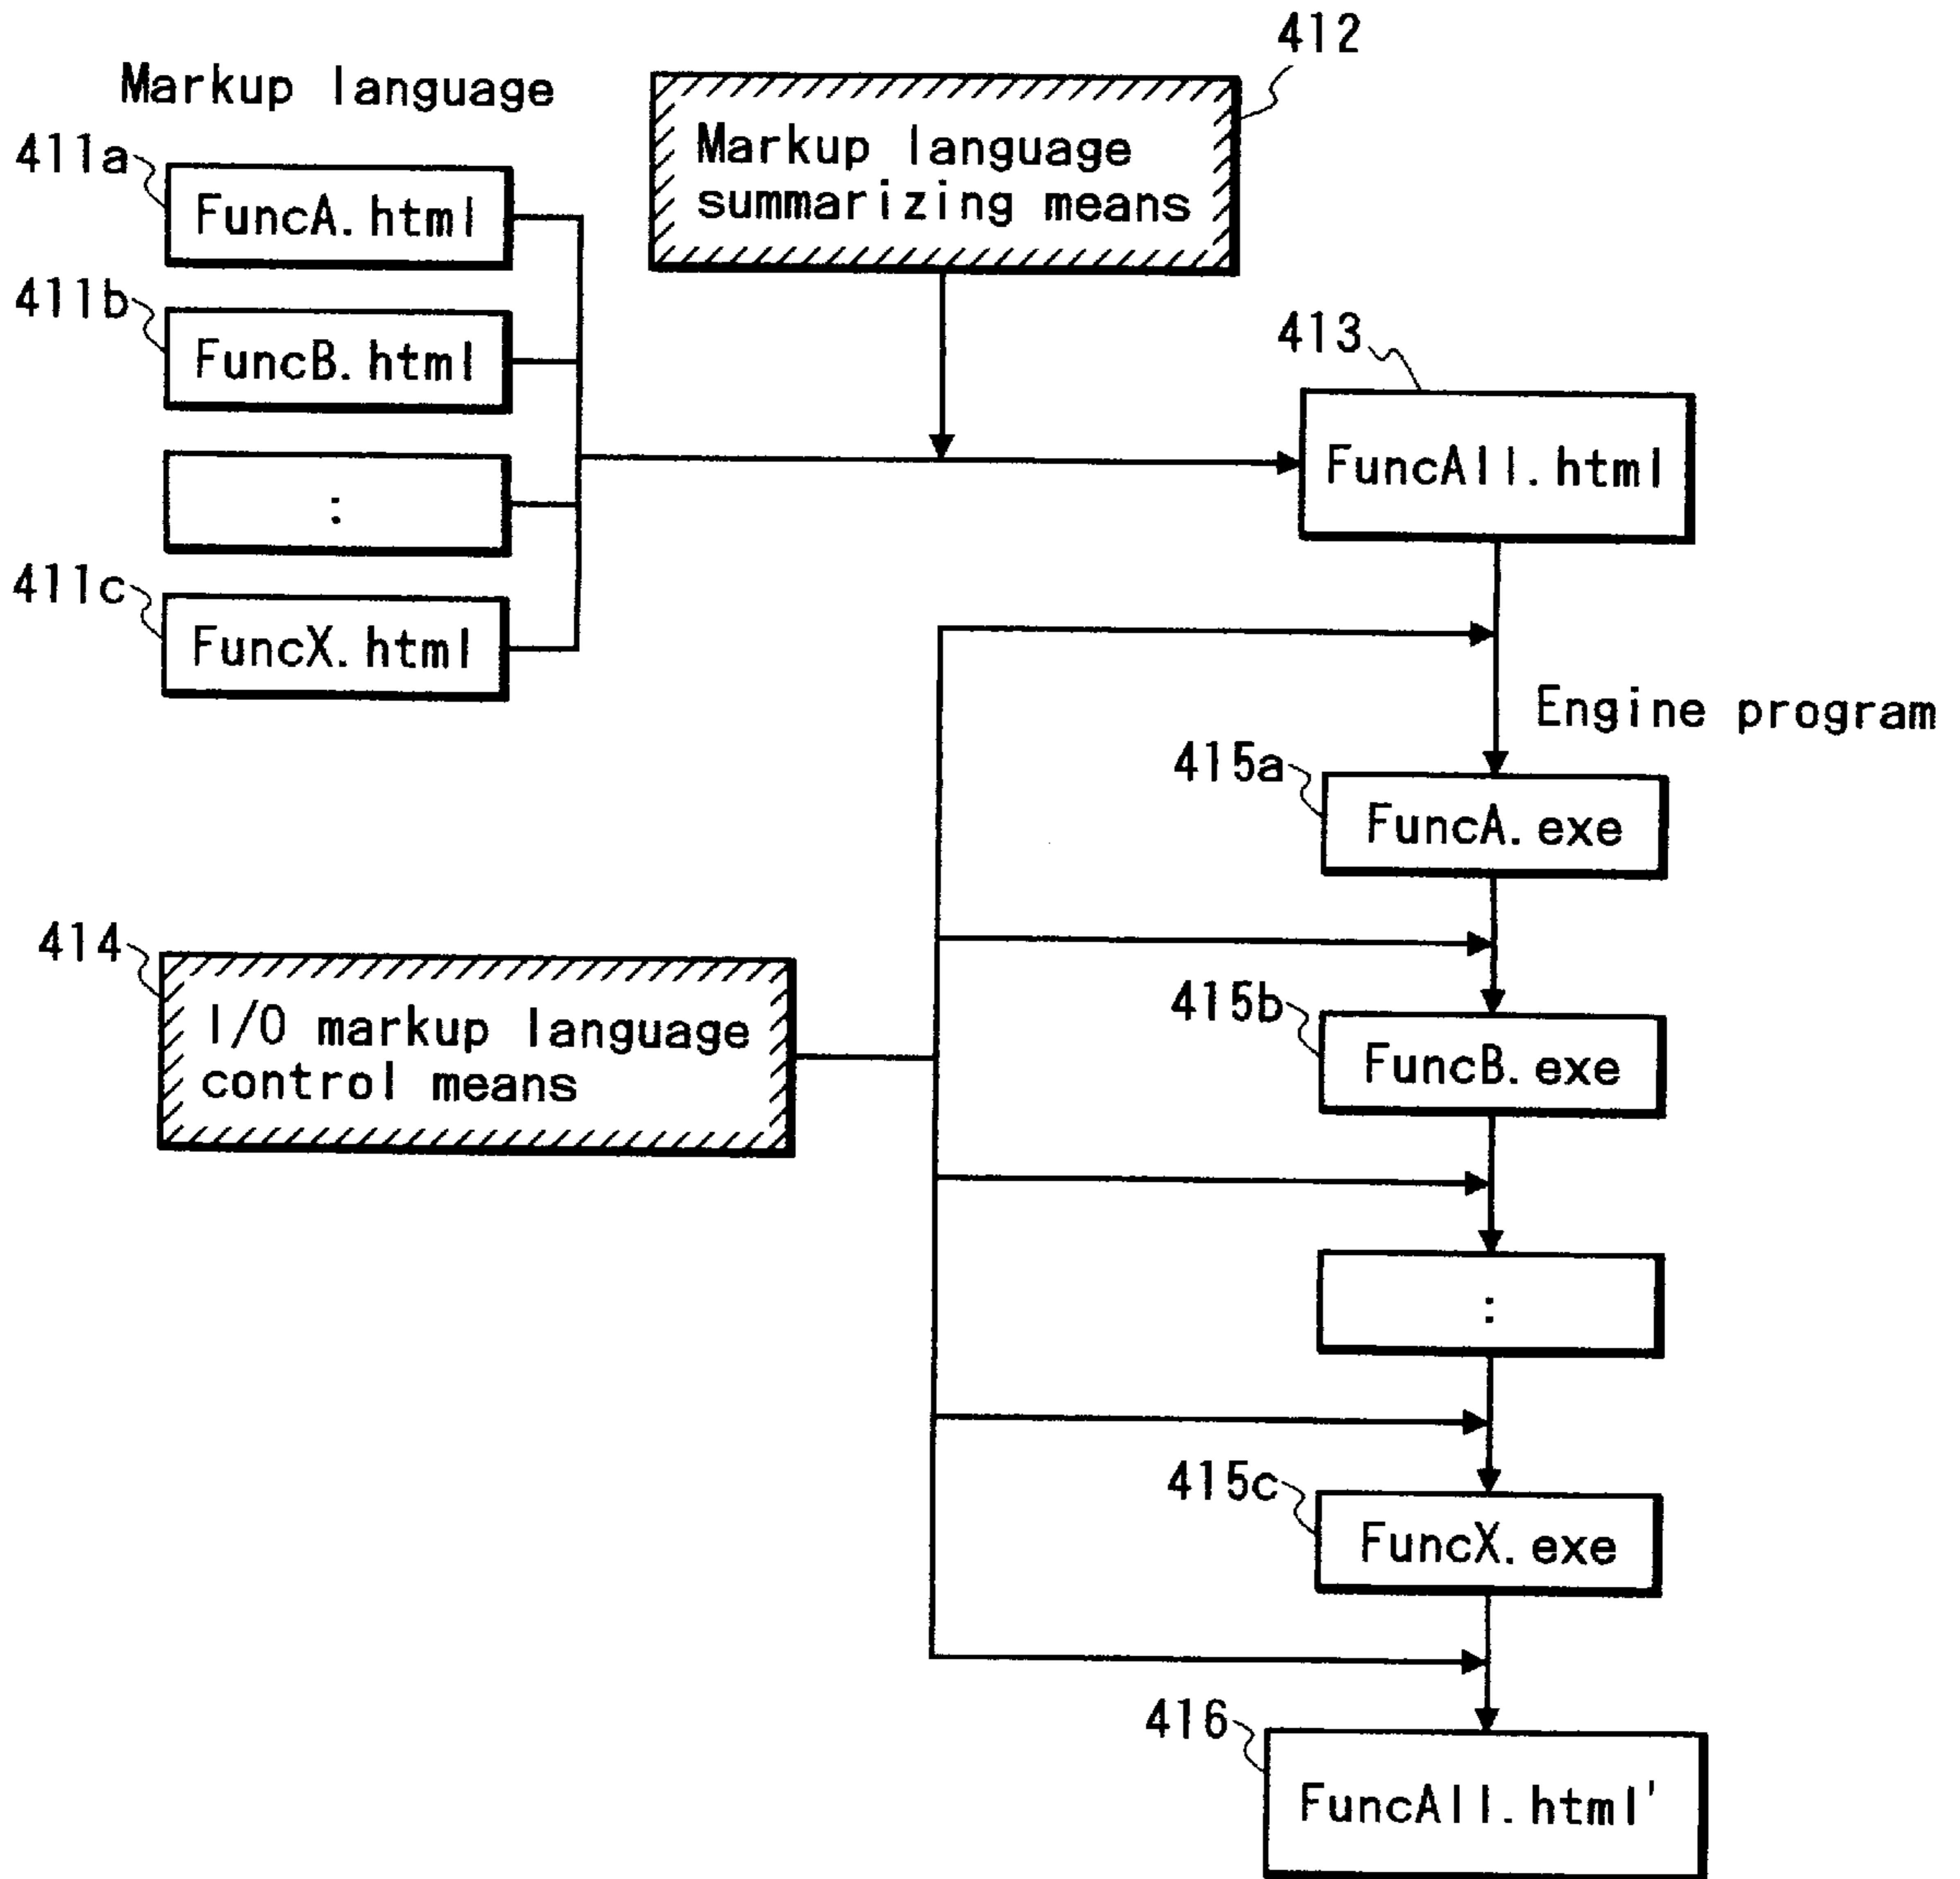 412
Markup language
411a
FuncA.html
Markup language
summarizing means
411b
FuncB.html
413
FuncAll.html
:
411c
FuncX.html
Engine program
415a
FuncA.exe
414
I/O markup language
control means
415b
FuncB.exe
:
415c
FuncX.exe
416
FuncAll.html'